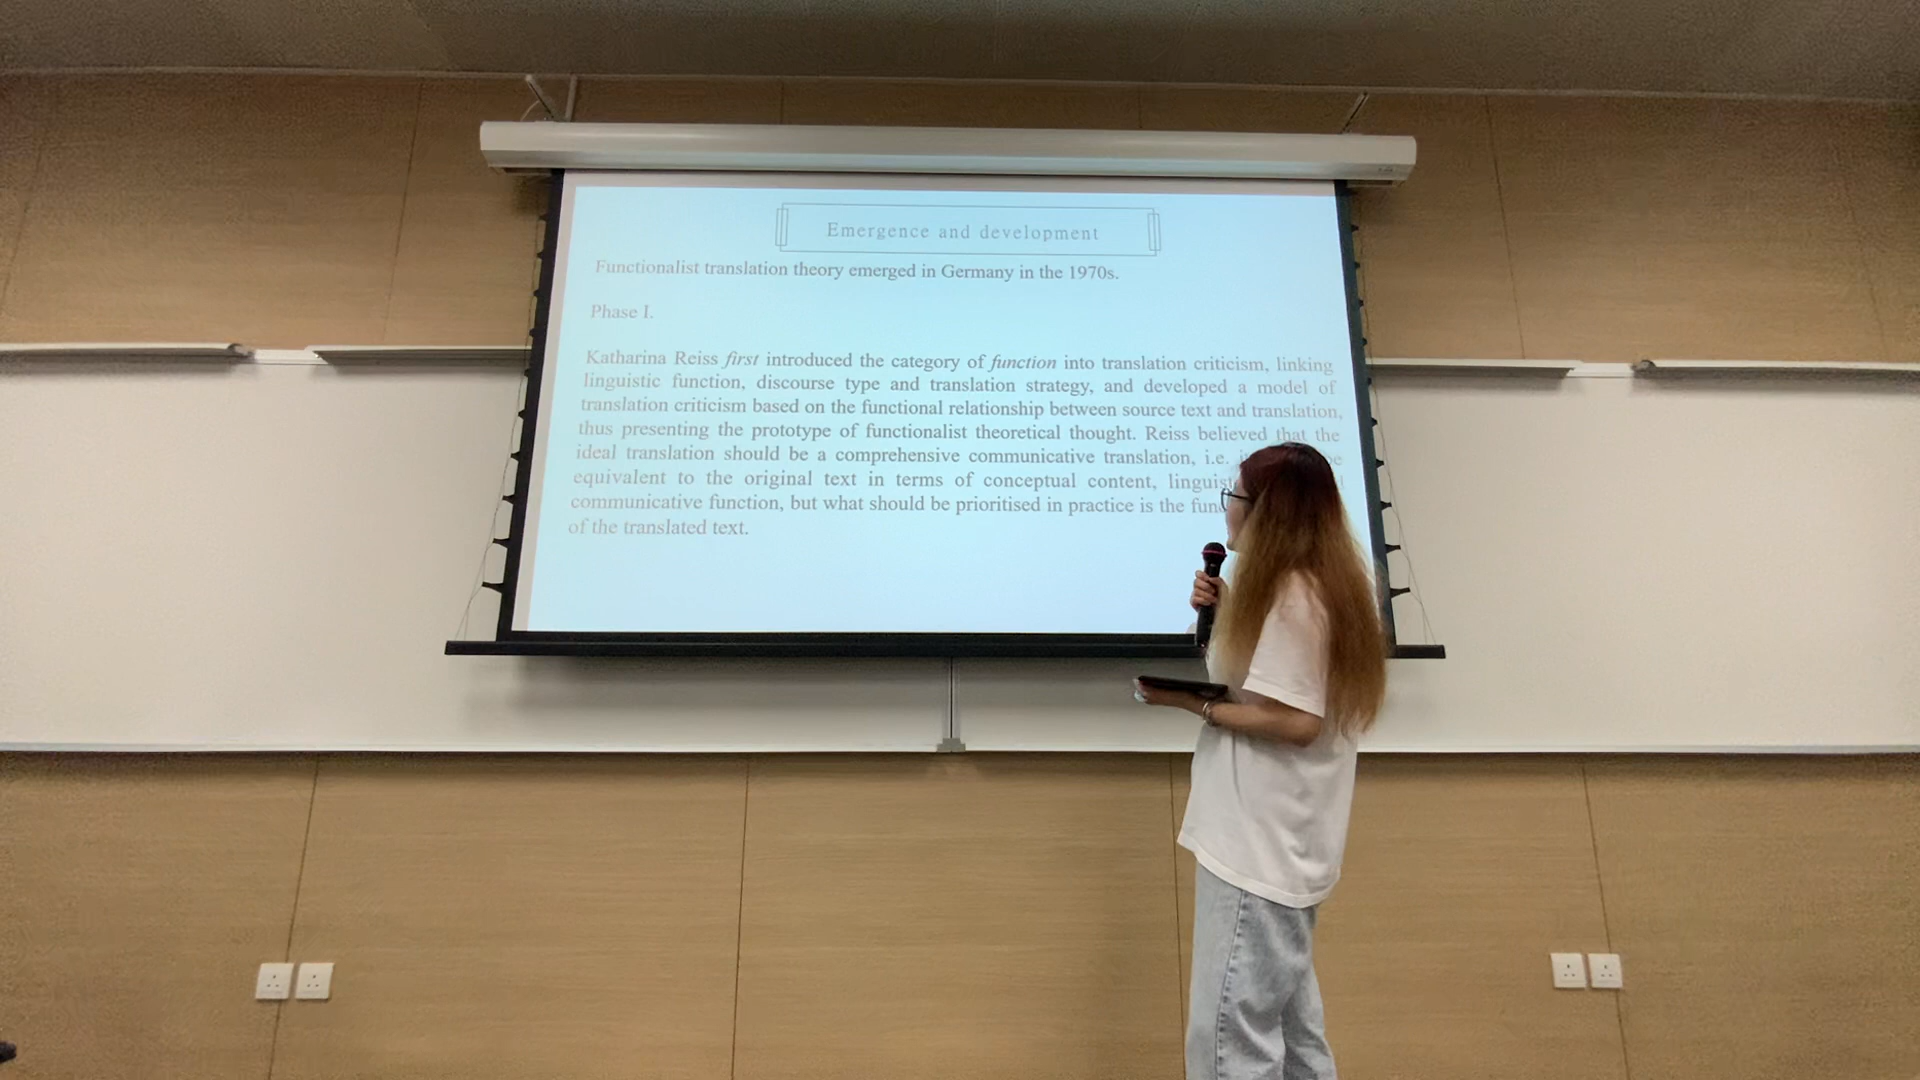 Emergence and development
Functionalist translation theory emerged in Germany in the 1970s.
Phase I.
Katharina Reiss first introduced the category of function into translation criticism, linking
linguistic function, discourse type and translation strategy, and developed a model of
translation criticism based on the functional relationship between source text and translation,
thus presenting the prototype of functionalist theoretical thought. Reiss believed that the
ideal translation should be a comprehensive communicative translation, i.e.
equivalent to the original text in terms of conceptual content,
communicative function, but what should be prioritised in practice is the
of the translated text.